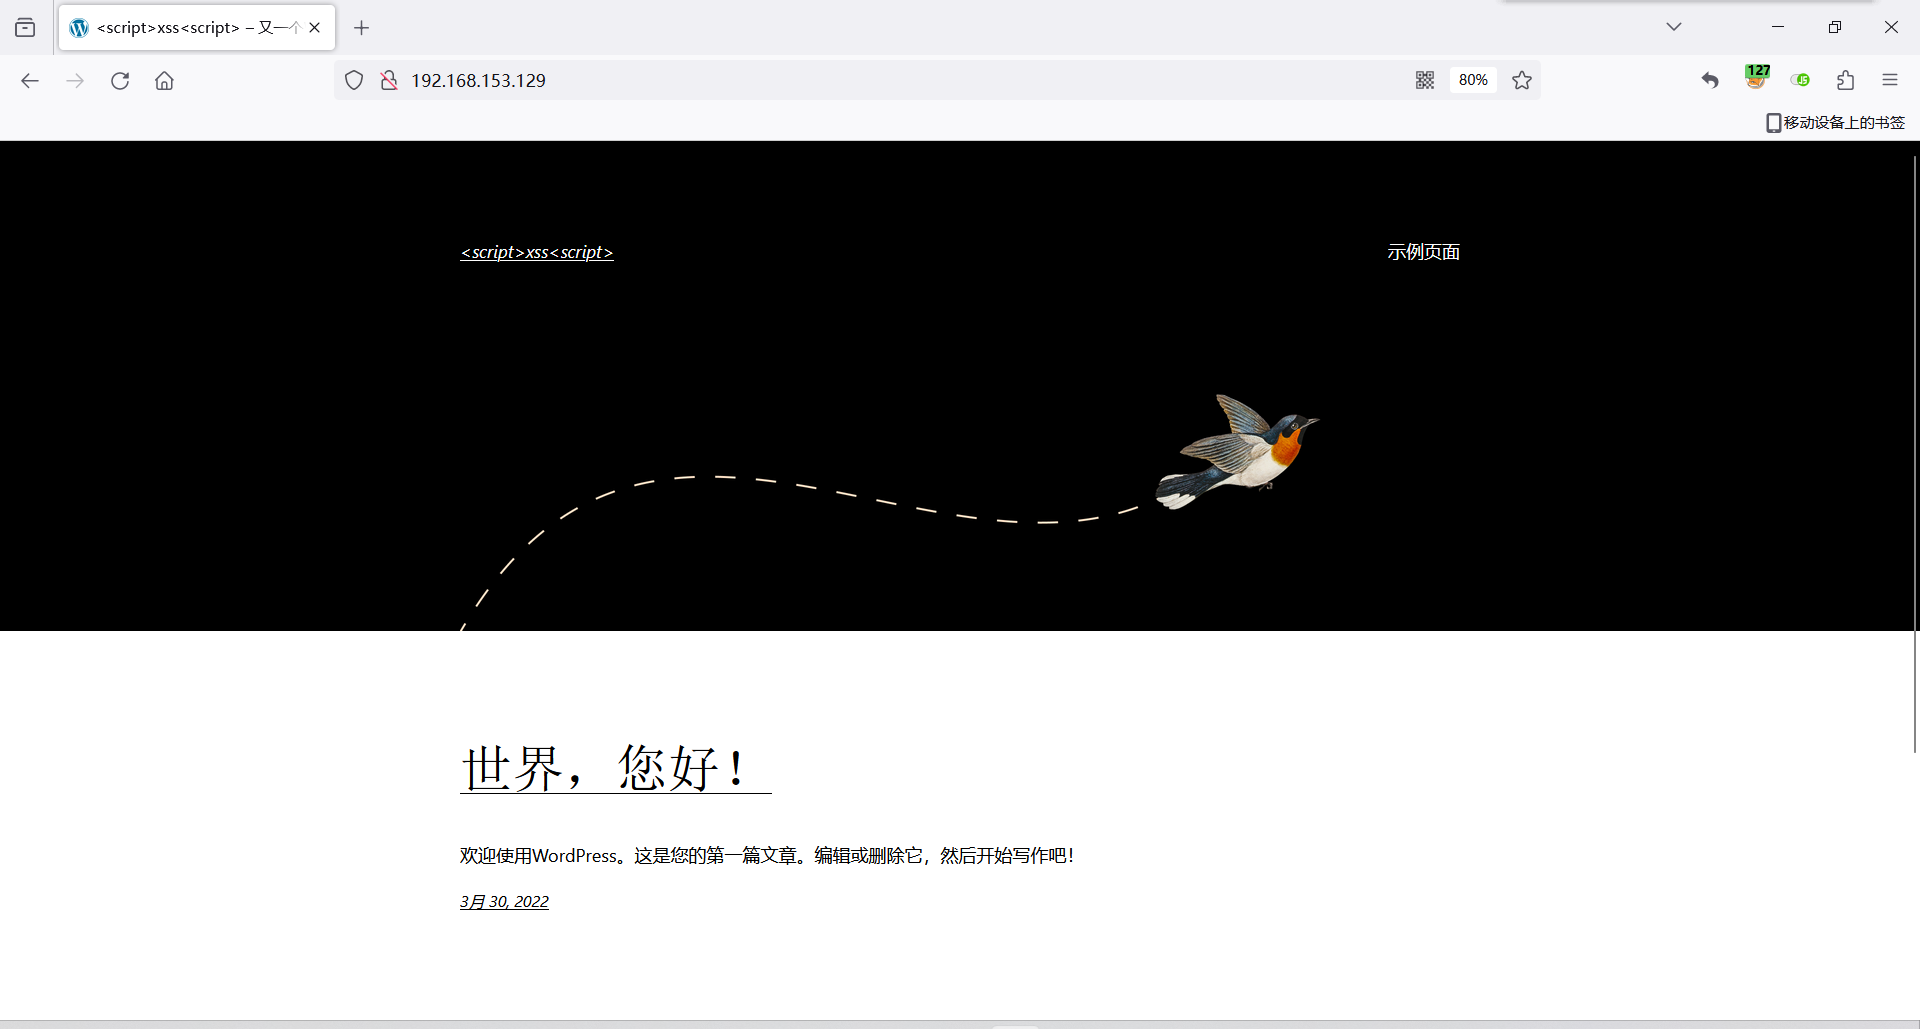 <script>xss<script> – 又一个
192.168.153.129
80%
127
移动设备上的书签
<script>xss<script>
示例页面
世界，您好！
欢迎使用WordPress。这是您的第一篇文章。编辑或删除它，然后开始写作吧！
3月 30, 2022